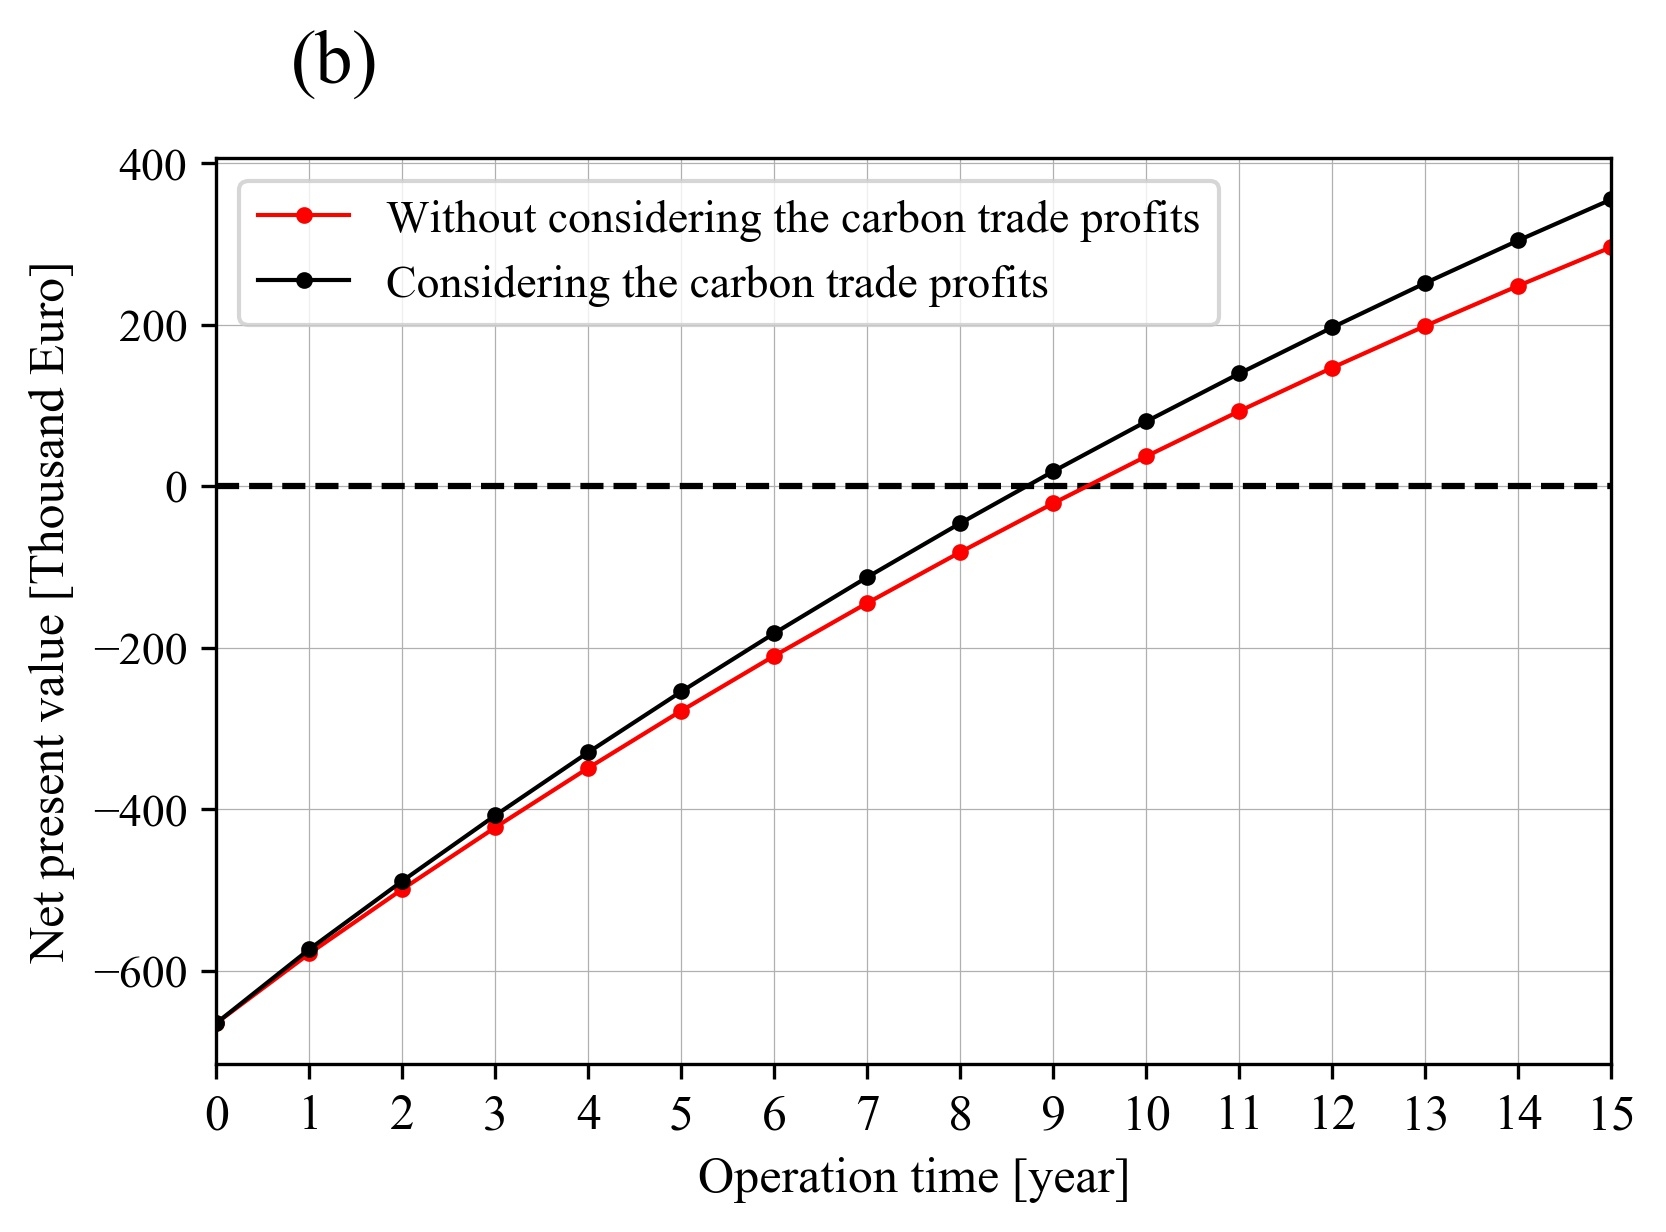 (b)
400
200
0
−200
−400
−600
Net present value [Thousand Euro]
Without considering the carbon trade profits
Considering the carbon trade profits
0 1 2 3 4 5 6 7 8 9 10 11 12 13 14 15
Operation time [year]